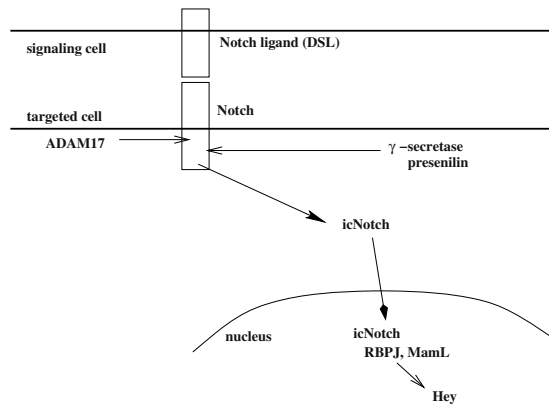 Notch ligand (DSL)
signaling cell
Notch
targeted cell
ADAM17
γ -secretase
presenilin
icNotch
icNotch
nucleus
RBPJ, MamL
Hey